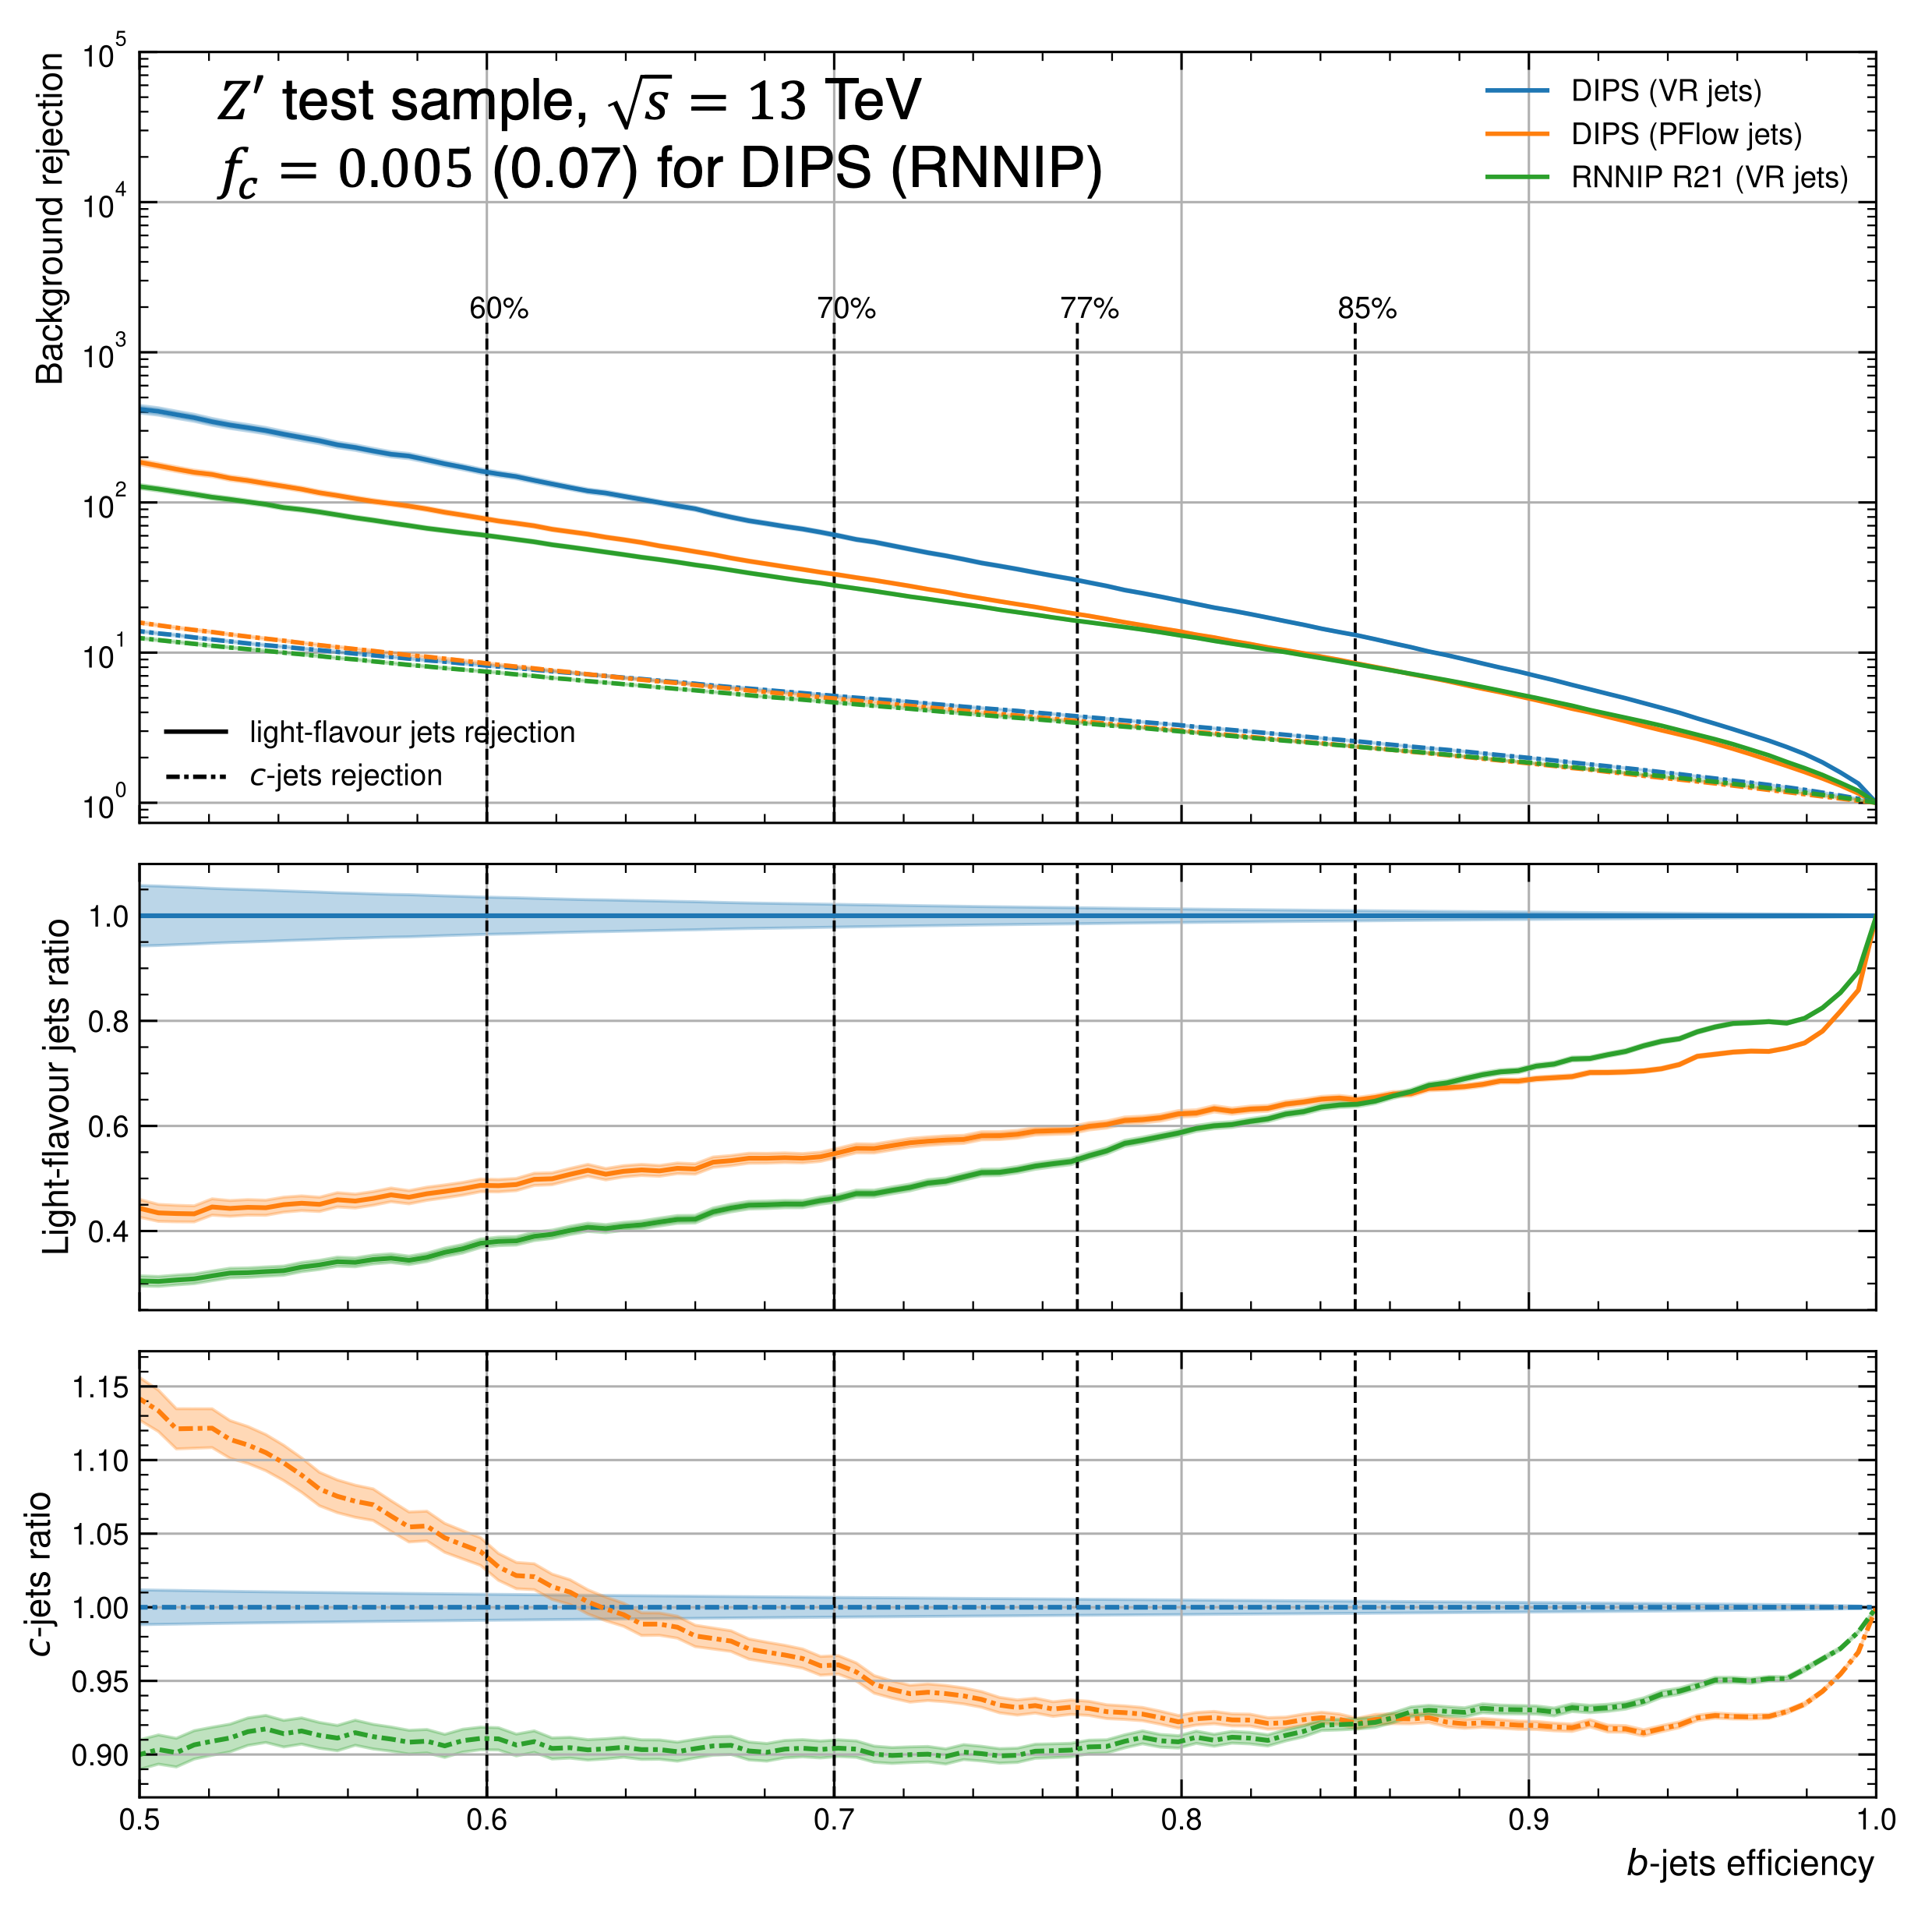 Z′ test sample, √s = 13 TeV
f_c = 0.005 (0.07) for DIPS (RNNIP)
DIPS (VR jets)
DIPS (PFlow jets)
RNNIP R21 (VR jets)
Background rejection
10^5
10^4
10^3
10^2
10^1
10^0
60%
70%
77%
85%
light-flavour jets rejection
c-jets rejection
Light-flavour jets ratio
1.0
0.8
0.6
0.4
c-jets ratio
1.15
1.10
1.05
1.00
0.95
0.90
0.5 0.6 0.7 0.8 0.9 1.0
b-jets efficiency